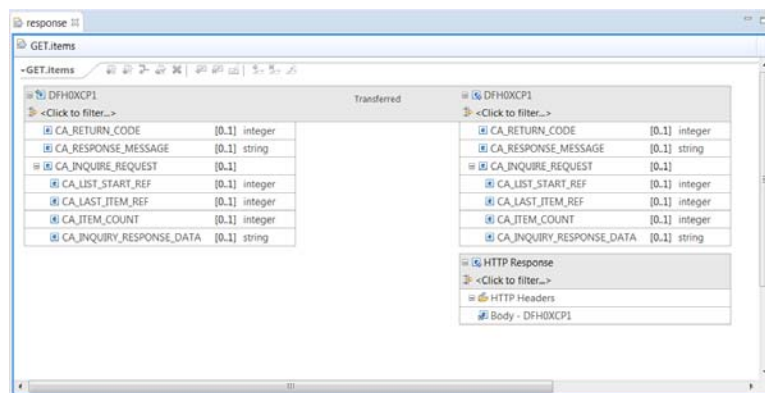 response
GET.items
GET.items
DFH0XCP1
Transferred
DFH0XCP1
<Click to filter...>
<Click to filter...>
CA_RETURN_CODE [0..1] integer
CA_RETURN_CODE [0..1] integer
CA_RESPONSE_MESSAGE [0..1] string
CA_RESPONSE_MESSAGE [0..1] string
CA_INQUIRE_REQUEST [0..1]
CA_INQUIRE_REQUEST [0..1]
CA_LIST_START_REF [0..1] integer
CA_LIST_START_REF [0..1] integer
CA_LAST_ITEM_REF [0..1] integer
CA_LAST_ITEM_REF [0..1] integer
CA_ITEM_COUNT [0..1] integer
CA_ITEM_COUNT [0..1] integer
CA_INQUIRY_RESPONSE_DATA [0..1] string
CA_INQUIRY_RESPONSE_DATA [0..1] string
HTTP Response
<Click to filter...>
HTTP Headers
Body - DFH0XCP1